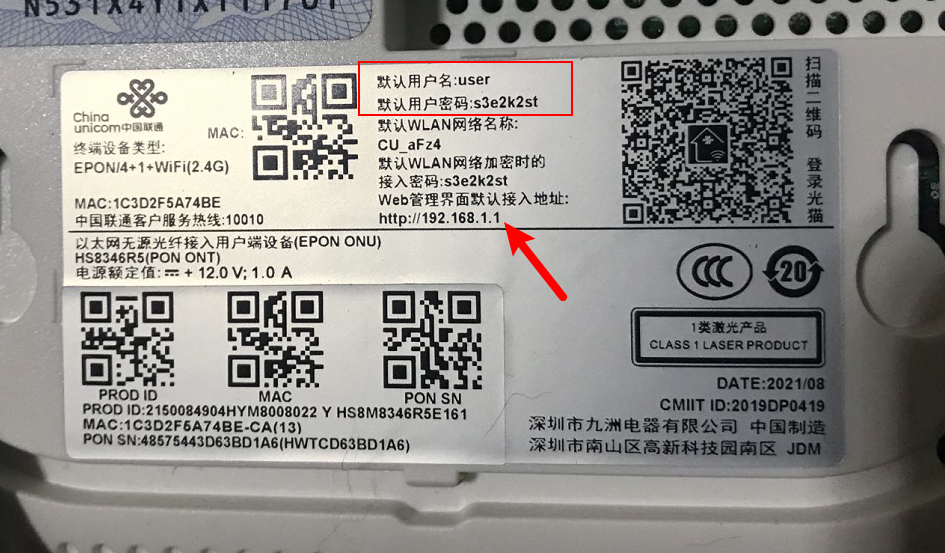 China
unicom中国联通
MAC:
终端设备类型:
EPON/4+1+WiFi(2.4G)
MAC:1C3D2F5A74BE
中国联通客户服务热线:10010
默认用户名:user
默认用户密码:s3e2k2st
默认WLAN网络名称:
CU_aFz4
默认WLAN网络加密时的
接入密码:s3e2k2st
Web管理界面默认接入地址:
http://192.168.1.1
扫描二维码 登录光猫
以太网无源光纤接入用户端设备(EPON ONU)
HS8346R5(PON ONT)
电源额定值: + 12.0 V; 1.0 A
PROD ID
MAC
PON SN
PROD ID:2150084904HYM8008022 Y HS8M8346R5E161
MAC:1C3D2F5A74BE-CA(13)
PON SN:48575443D63BD1A6(HWTCD63BD1A6)
CCC
20
1类激光产品
CLASS 1 LASER PRODUCT
DATE:2021/08
CMIIT ID:2019DP0419
深圳市九洲电器有限公司 中国制造
深圳市南山区高新科技园南区 JDM